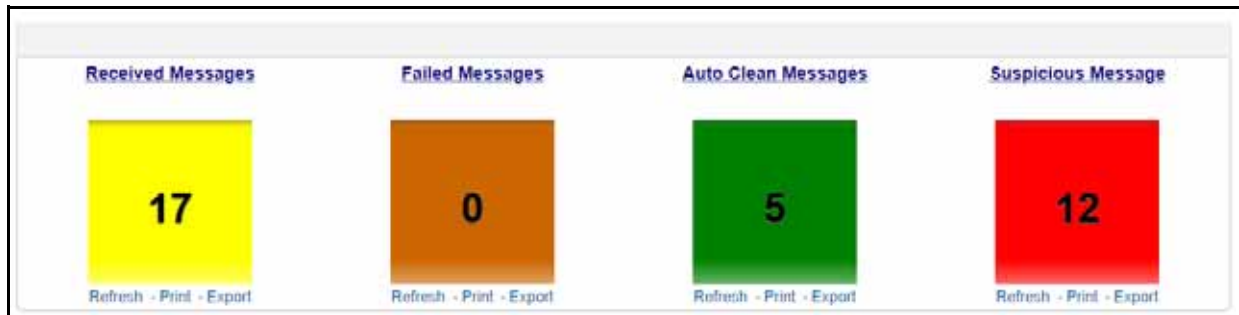 Received Messages Failed Messages Auto Clean Messages Suspicious Message
17 0 5 12
Refresh - Print - Export Refresh - Print - Export Refresh - Print - Export Refresh - Print - Export